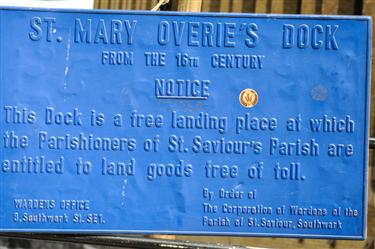 ST. MARY OVERIE'S DOCK
FROM THE 16TH CENTURY
NOTICE
This Dock is a free landing place at which
the Parishioners of St. Saviour's Parish are
entitled to land goods free of toll.
By Order of
WARDENS OFFICE
The Corporation of Wardens of the
8, Southwark St. SE1.
Parish of St. Saviour, Southwark